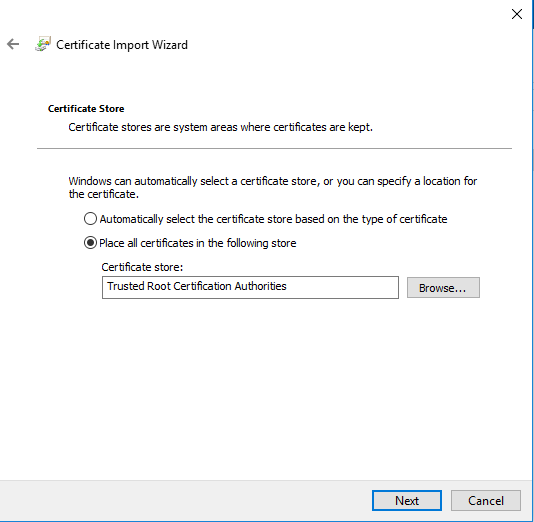 Certificate Import Wizard
Certificate Store
Certificate stores are system areas where certificates are kept.
Windows can automatically select a certificate store, or you can specify a location for
the certificate.
Automatically select the certificate store based on the type of certificate
Place all certificates in the following store
Certificate store:
Trusted Root Certification Authorities
Browse...
Next
Cancel